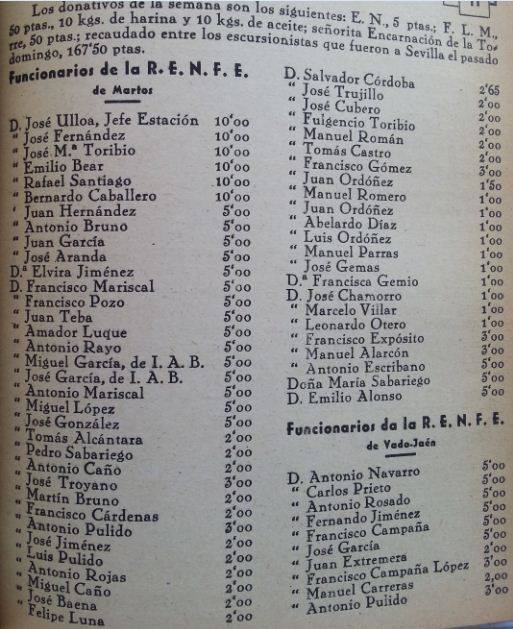 Los donativos de la semana son los siguientes: E. N., 5 ptas.; F. L. M.,
50 ptas., 10 kgs. de harina y 10 kgs. de aceite; señorita Encarnación de la To-
rre, 50 ptas.; recaudado entre los escursionistas que fueron a Sevilla el pasado
domingo, 167'50 ptas.
Funcionarios de la R. E. N. F. E.
de Martos
D. José Ulloa, Jefe Estación 10'00
“ José Fernández 10'00
“ José M.ª Toribio 10'00
“ Emilio Bear 10'00
“ Rafael Santiago 10'00
“ Bernardo Caballero 10'00
“ Juan Hernández 5'00
“ Antonio Bruno 5'00
“ Juan García 5'00
“ José Aranda 5'00
D.ª Elvira Jiménez 5'00
D. Francisco Mariscal 5'00
“ Francisco Pozo 5'00
“ Juan Teba 5'00
“ Amador Luque 5'00
“ Antonio Rayo 5'00
“ Miguel García, de I. A. B. 5'00
“ José García, de I. A. B. 5'00
“ Antonio Mariscal 5'00
“ Miguel López 5'00
“ José González 5'00
“ Tomás Alcántara 2'00
“ Pedro Sabariego 2'00
“ Antonio Caño 2'00
“ José Troyano 3'00
“ Martín Bruno 2'00
“ Francisco Cárdenas 2'00
“ Antonio Pulido 3'00
“ José Jiménez 2'00
“ Luis Pulido 2'00
“ Antonio Rojas 2'00
“ Miguel Caño 2'00
“ José Baena 2'00
“ Felipe Luna 2'00
D. Salvador Córdoba 2'65
“ José Trujillo 2'00
“ José Cubero 2'00
“ Fulgencio Toribio 2'00
“ Manuel Román 2'00
“ Tomás Castro 2'00
“ Francisco Gómez 3'00
“ Juan Ordóñez 1'50
“ Manuel Romero 1'00
“ Juan Ordóñez 1'00
“ Abelardo Díaz 1'00
“ Luis Ordóñez 1'00
“ Manuel Parras 1'00
“ José Gemas 1'00
D.ª Francisca Gemio 1'00
D. José Chamorro 1'00
“ Marcelo Villar 1'00
“ Leonardo Otero 1'00
“ Francisco Expósito 3'00
“ Manuel Alarcón 3'00
“ Antonio Escribano 5'00
Doña María Sabariego 5'00
D. Emilio Alonso 5'00
Funcionarios da la R. E. N. F. E.
de Vado-Jaén
D. Antonio Navarro 5'00
“ Carlos Prieto 5'00
“ Antonio Rosado 5'00
“ Fernando Jiménez 5'00
“ Francisco Campaña 5'00
“ José García 5'00
“ Juan Extremera 2'00
“ Francisco Campaña López 3'00
“ Manuel Carreras 2,00
“ Antonio Pulido 3'00